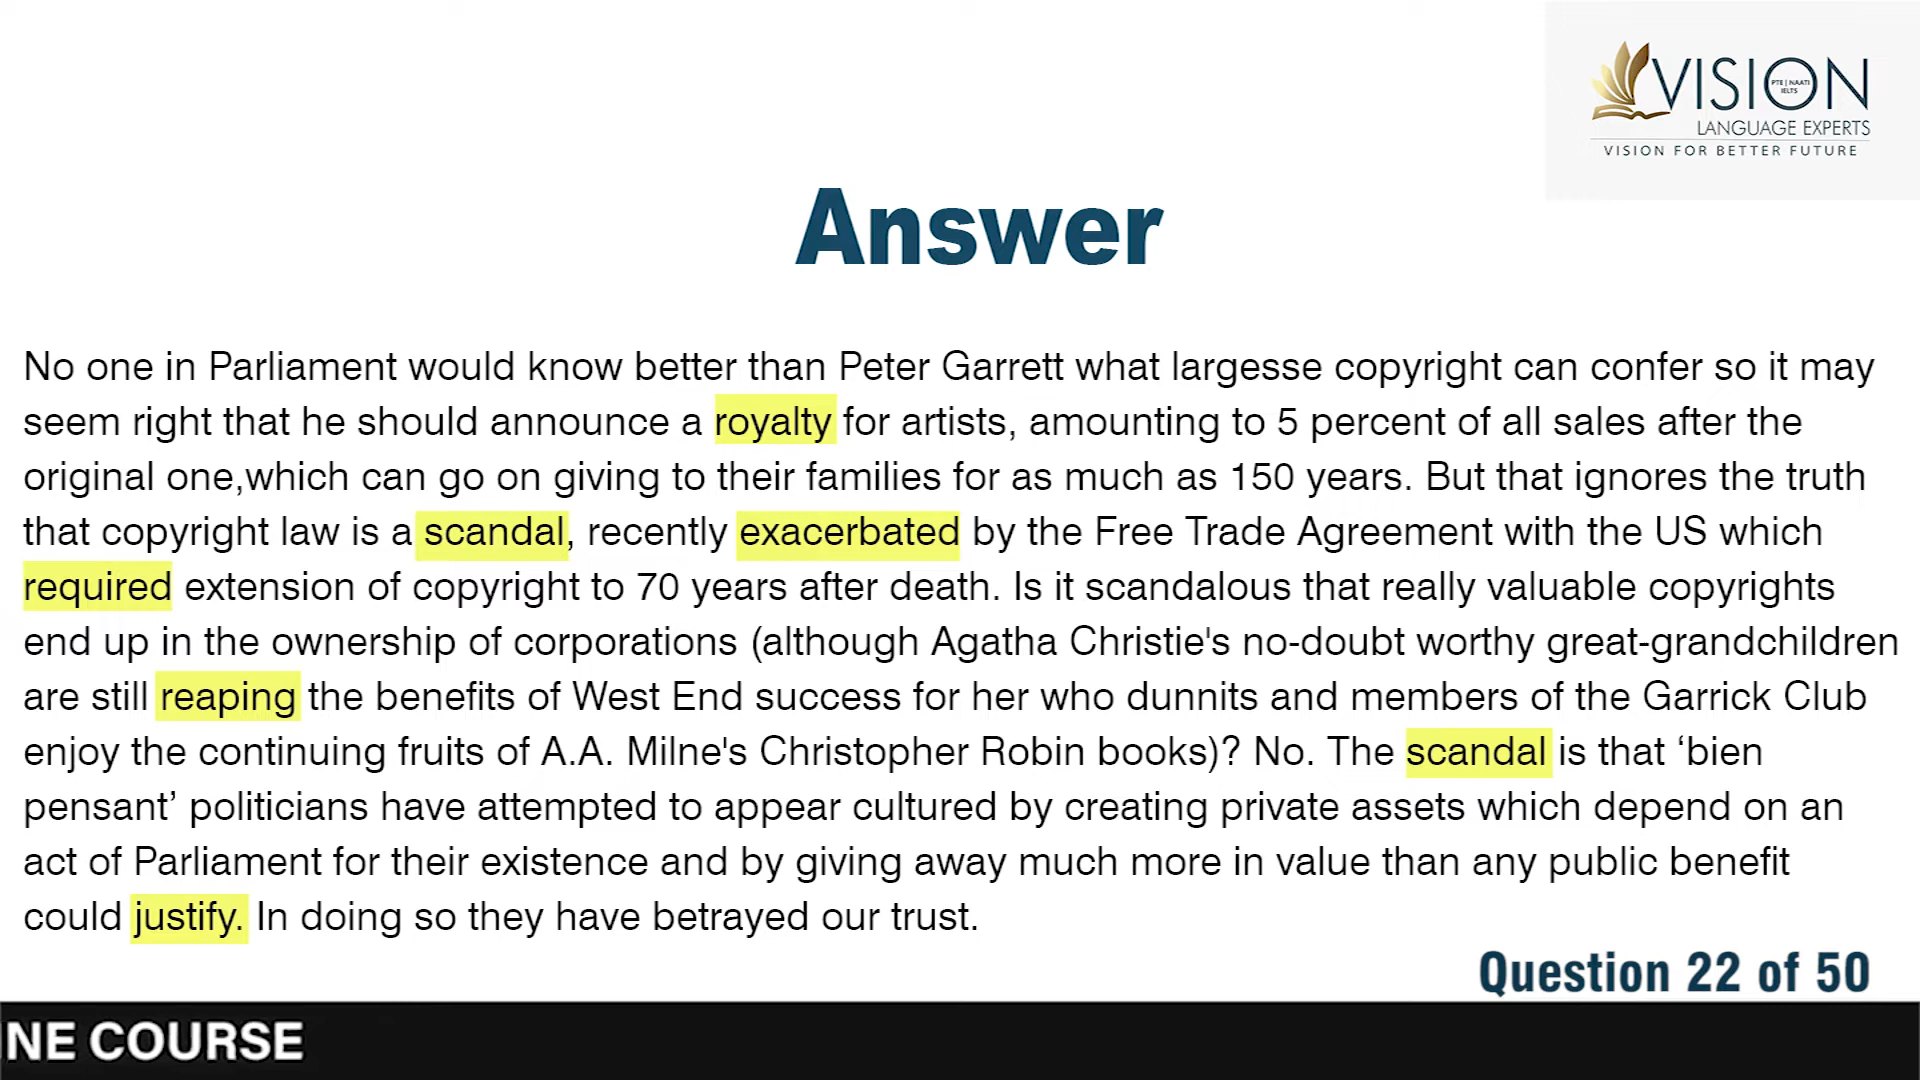 VISION
PTE | NAATI
IELTS
LANGUAGE EXPERTS
VISION FOR BETTER FUTURE
Answer
No one in Parliament would know better than Peter Garrett what largesse copyright can confer so it may
seem right that he should announce a royalty for artists, amounting to 5 percent of all sales after the
original one,which can go on giving to their families for as much as 150 years. But that ignores the truth
that copyright law is a scandal, recently exacerbated by the Free Trade Agreement with the US which
required extension of copyright to 70 years after death. Is it scandalous that really valuable copyrights
end up in the ownership of corporations (although Agatha Christie's no-doubt worthy great-grandchildren
are still reaping the benefits of West End success for her who dunnits and members of the Garrick Club
enjoy the continuing fruits of A.A. Milne's Christopher Robin books)? No. The scandal is that ‘bien
pensant’ politicians have attempted to appear cultured by creating private assets which depend on an
act of Parliament for their existence and by giving away much more in value than any public benefit
could justify. In doing so they have betrayed our trust.
Question 22 of 50
NE COURSE